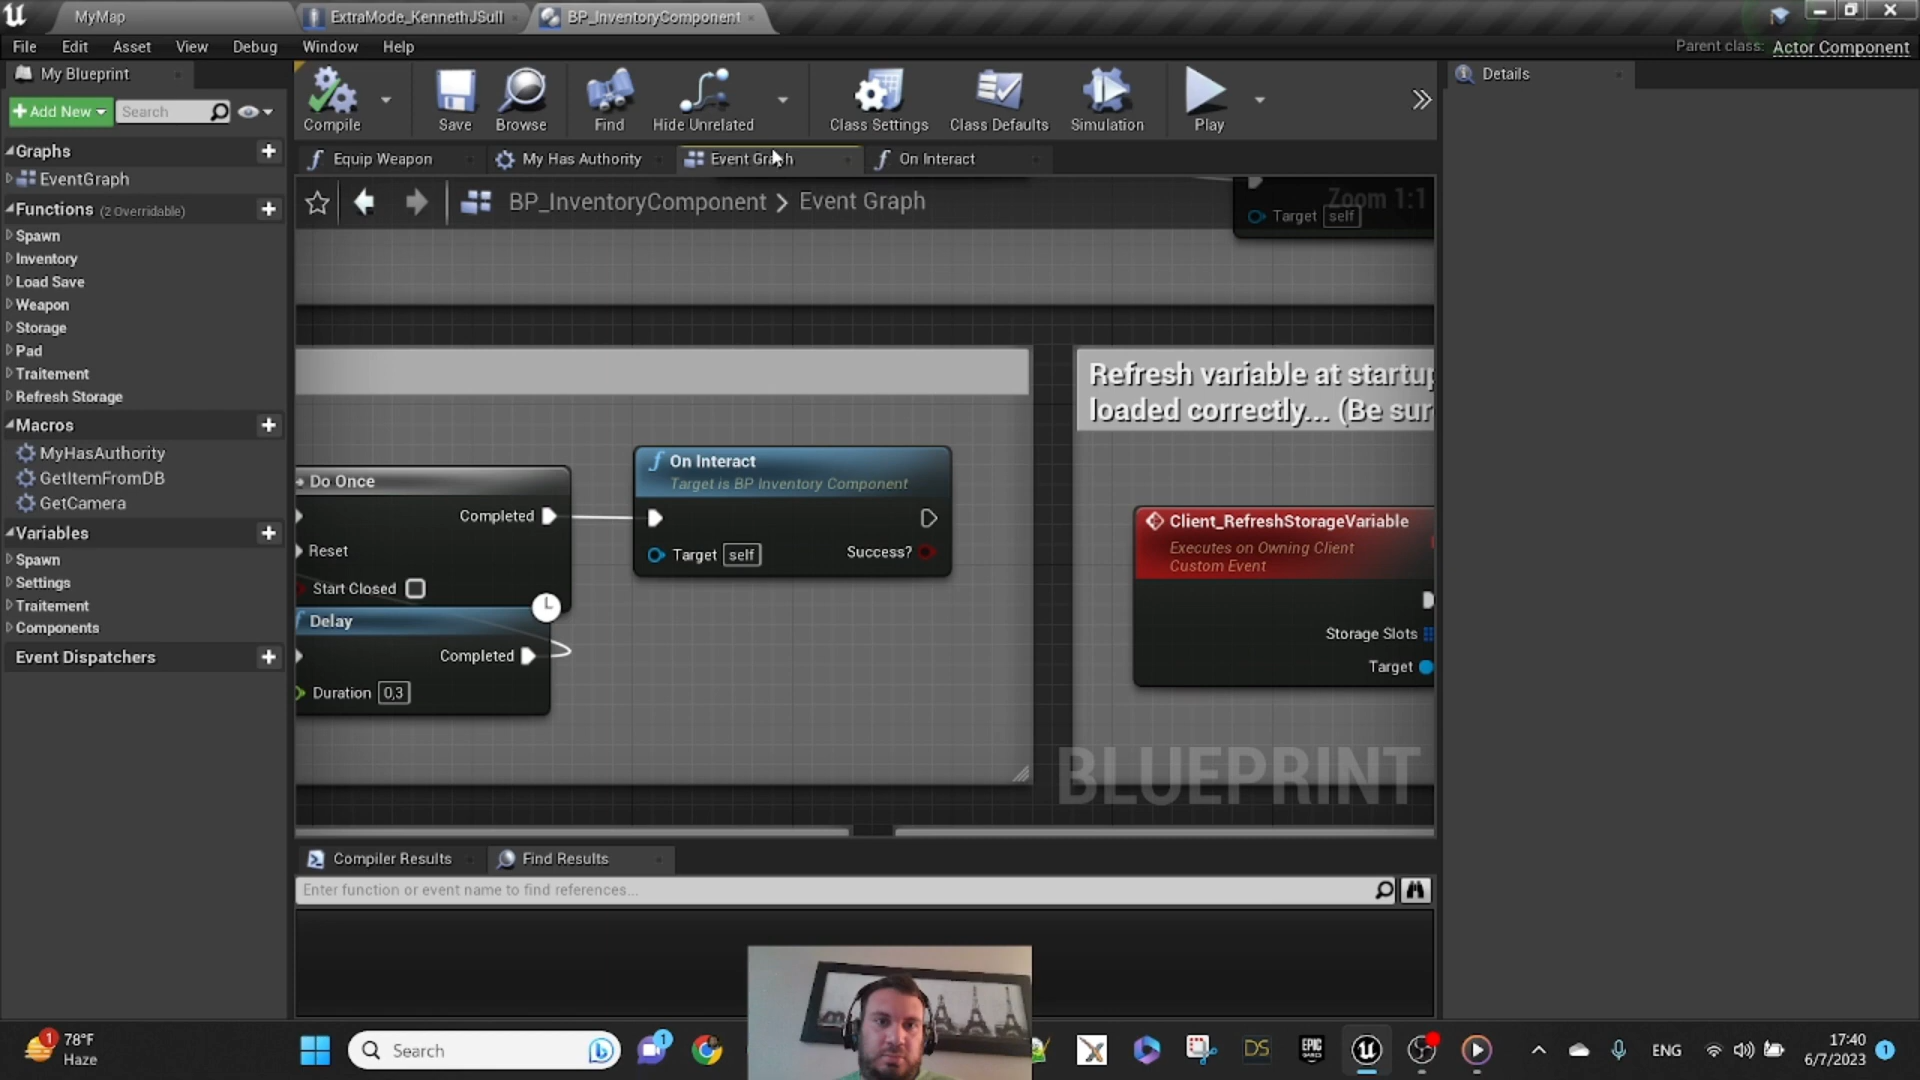 MyMap
ExtraMode_KennethJSull
BP_InventoryComponent
File Edit Asset View Debug Window Help
Parent class: Actor Component
My Blueprint
Add New
Search
Compile
Save
Browse
Find
Hide Unrelated
Class Settings
Class Defaults
Simulation
Play
Details
Equip Weapon
My Has Authority
Event Graph
On Interact
BP_InventoryComponent > Event Graph
Zoom 1:1
Graphs
EventGraph
Functions (2 Overridable)
Spawn
Inventory
Load Save
Weapon
Storage
Pad
Traitement
Refresh Storage
Macros
MyHasAuthority
GetItemFromDB
GetCamera
Variables
Spawn
Settings
Traitement
Components
Event Dispatchers
Target self
Refresh variable at startup
loaded correctly... (Be sur
Do Once
Completed
Reset
Start Closed
Delay
Completed
Duration 0,3
On Interact
Target is BP Inventory Component
Target self
Success?
Client_RefreshStorageVariable
Executes on Owning Client
Custom Event
Storage Slots
Target
BLUEPRINT
Compiler Results
Find Results
Enter function or event name to find references...
1
78°F
Haze
Search
1
DS
EPIC
GAMES
ENG
17:40
6/7/2023
1